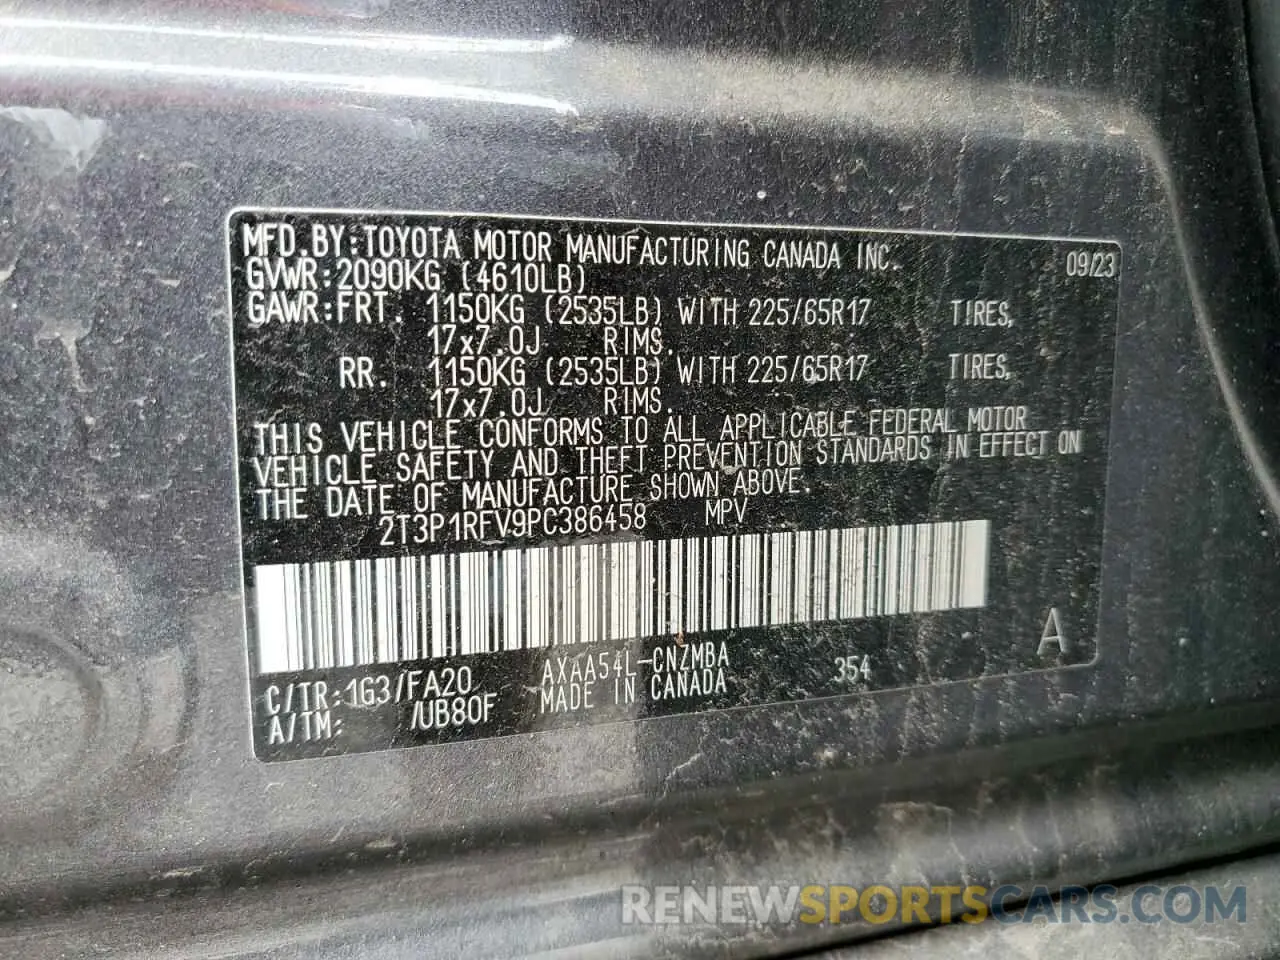 MFD.BY:TOYOTA MOTOR MANUFACTURING CANADA INC. 09/23
GVWR:2090KG (4610LB)
GAWR:FRT. 1150KG (2535LB) WITH 225/65R17 TIRES,
17x7.0J RIMS.
RR. 1150KG (2535LB) WITH 225/65R17 TIRES,
17x7.0J RIMS.
THIS VEHICLE CONFORMS TO ALL APPLICABLE FEDERAL MOTOR
VEHICLE SAFETY AND THEFT PREVENTION STANDARDS IN EFFECT ON
THE DATE OF MANUFACTURE SHOWN ABOVE.
2T3P1RFV9PC386458 MPV
A
C/TR:1G3/FA20 AXAA54L-CNZMBA 354
A/TM: /UB80F MADE IN CANADA
RENEWSPORTSCARS.COM